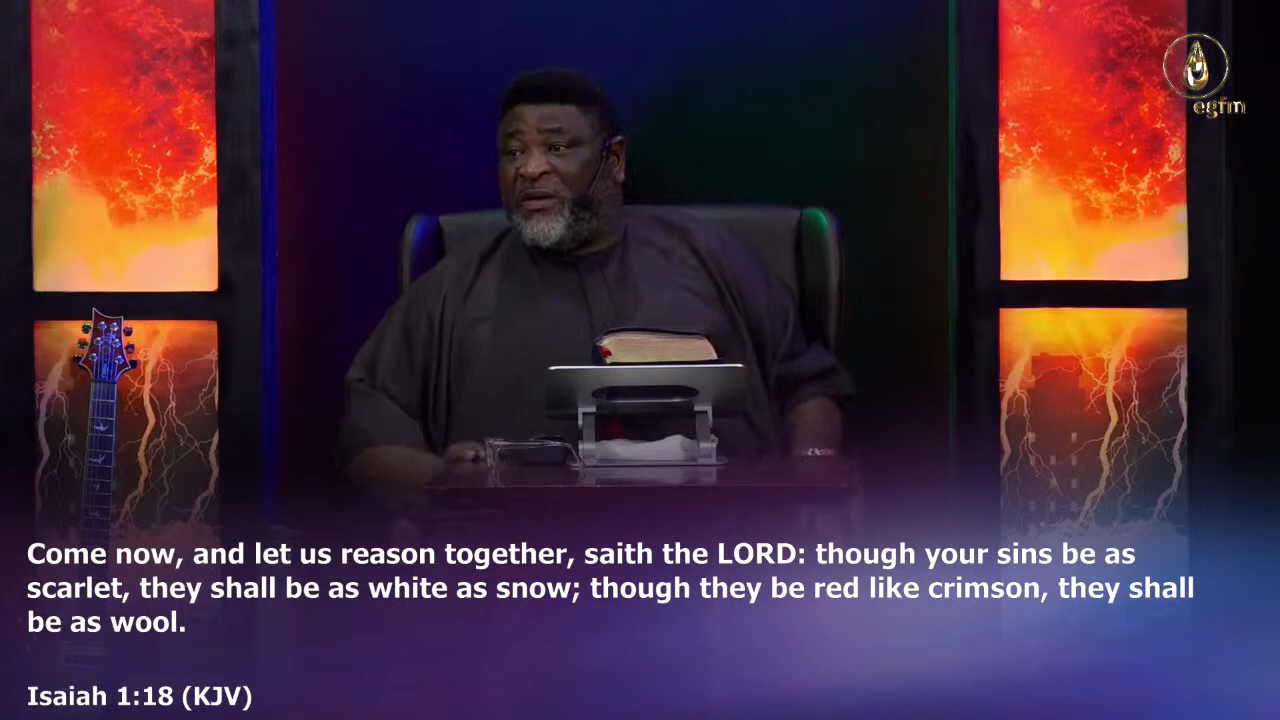 egfm
Come now, and let us reason together, saith the LORD: though your sins be as
scarlet, they shall be as white as snow; though they be red like crimson, they shall
be as wool.
Isaiah 1:18 (KJV)